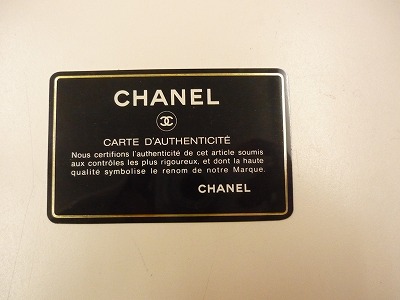 CHANEL
CARTE D'AUTHENTICITÉ
Nous certifions l'authenticité de cet article soumis
aux contrôles les plus rigoureux, et dont la haute
qualité symbolise le renom de notre Marque.
CHANEL